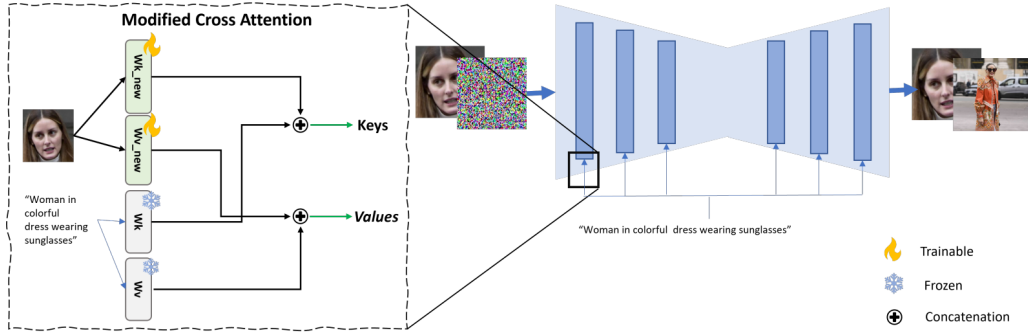 Modified Cross Attention
Wk_new
Wv_new
Wk
Wv
"Woman in
colorful
dress wearing
sunglasses"
Keys
Values
"Woman in colorful dress wearing sunglasses"
Trainable
Frozen
Concatenation